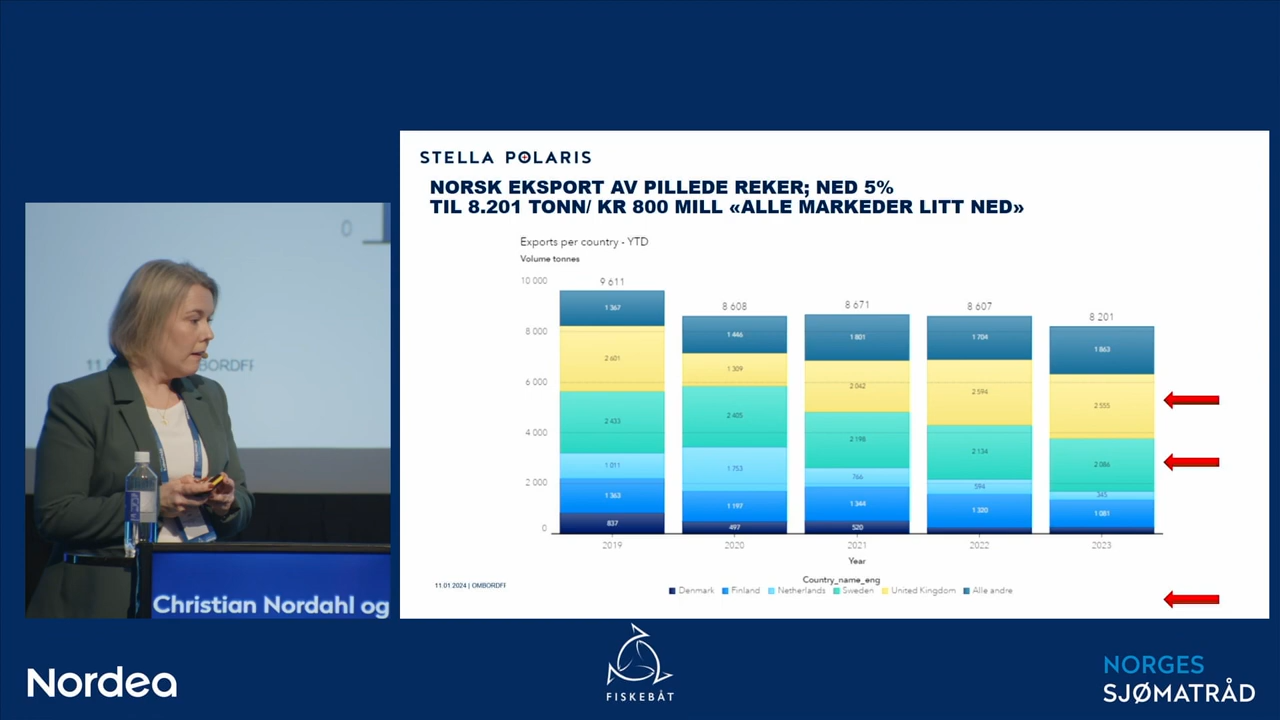 STELLA POLARIS
NORSK EKSPORT AV PILLEDE REKER; NED 5%
TIL 8.201 TONN/ KR 800 MILL «ALLE MARKEDER LITT NED»
Exports per country - YTD
Volume tonnes
10 000
8 000
6 000
4 000
2 000
0
9 611
1 367
2 601
2 433
1 011
1 363
837
8 608
1 446
1 309
2 405
1 753
1 197
497
8 671
1 801
2 042
2 198
766
1 344
520
8 607
1 704
2 594
2 134
594
1 320
8 201
1 863
2 555
2 086
345
1 081
2019 2020 2021 2022 2023
Year
Country_name_eng
Denmark Finland Netherlands Sweden United Kingdom Alle andre
11.01.2024 | OMBORDFF
0
Christian Nordahl og
Nordea
FISKEBÅT
NORGES
SJØMATRÅD